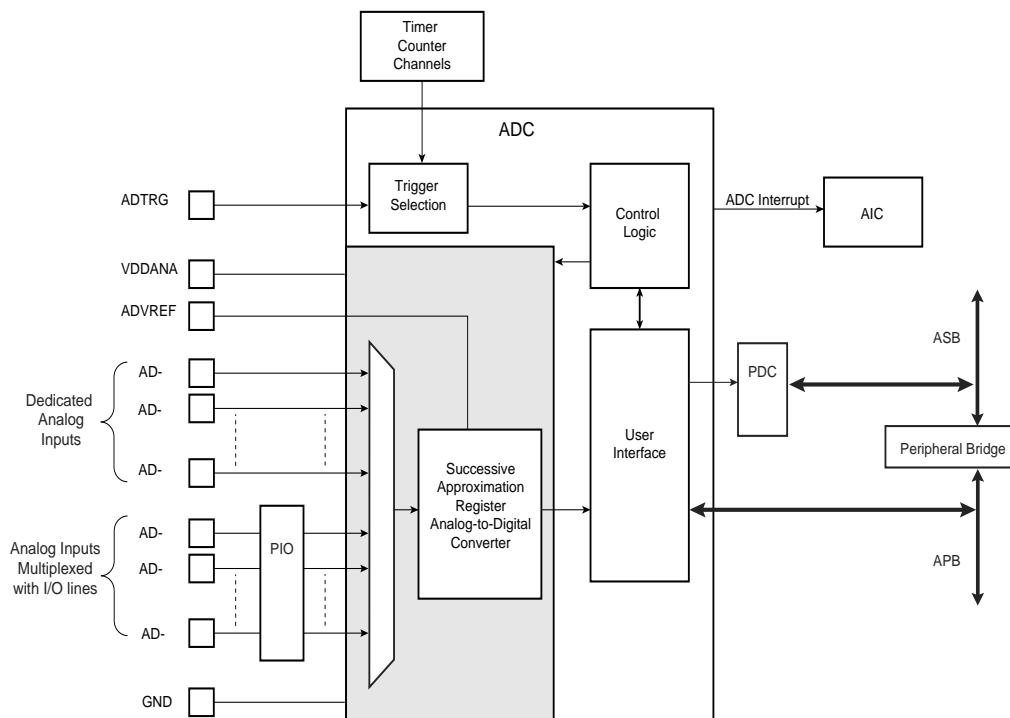 Timer
Counter
Channels
ADC
ADTRG
Trigger
Selection
Control
Logic
ADC Interrupt
AIC
VDDANA
ADVREF
ASB
AD-
PDC
Dedicated
Analog
Inputs
AD-
AD-
User
Interface
Peripheral Bridge
Successive
Approximation
Register
Analog-to-Digital
Converter
Analog Inputs
Multiplexed
with I/O lines
AD-
PIO
AD-
AD-
APB
GND